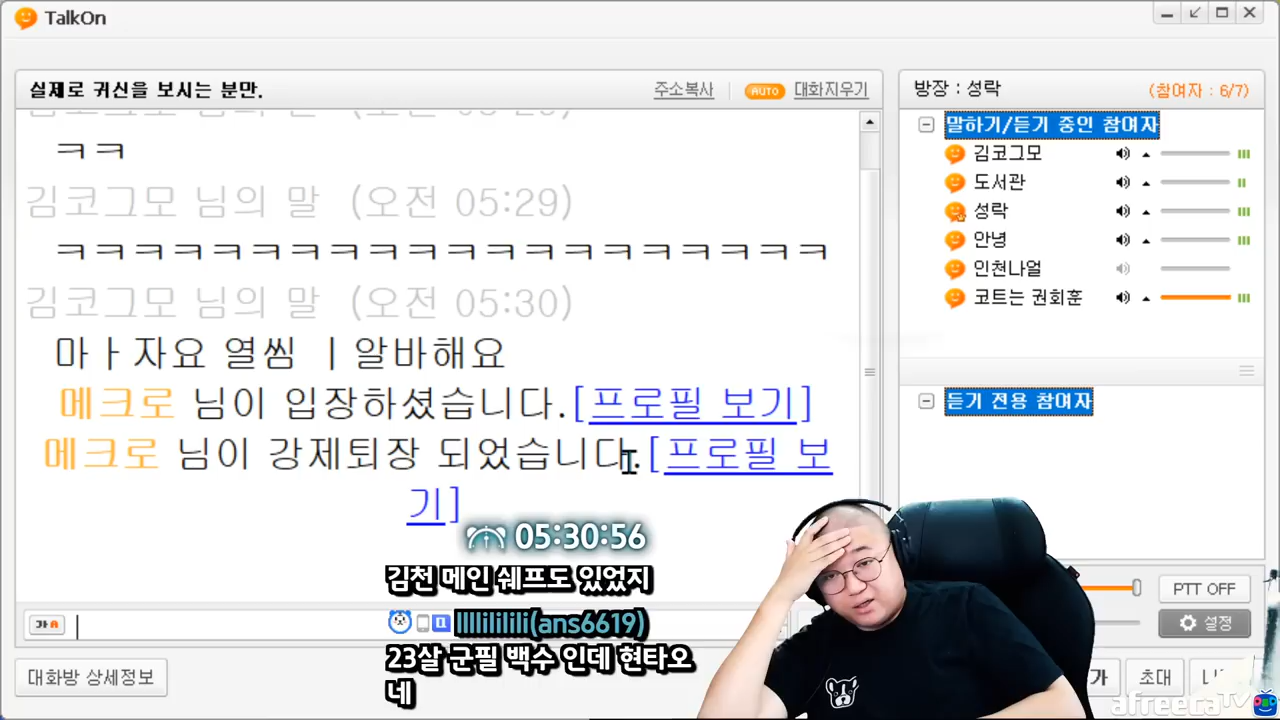 TalkOn
실제로 귀신을 보시는 분만.
주소복사
AUTO 대화지우기
ㅋㅋ
김코그모 님의 말 (오전 05:29)
ㅋㅋㅋㅋㅋㅋㅋㅋㅋㅋㅋㅋㅋㅋㅋㅋㅋㅋㅋㅋ
김코그모 님의 말 (오전 05:30)
마ㅏ자요 열씸 ㅣ알바해요
메크로 님이 입장하셨습니다.[프로필 보기]
메크로 님이 강제퇴장 되었습니다.[프로필 보
기]
05:30:56
김천 메인 쉐프도 있었지
lllliililili(ans6619)
23살 군필 백수 인데 현타오
네
가A
대화방 상세정보
방장 : 성락
(참여자 : 6/7)
말하기/듣기 중인 참여자
김코그모
도서관
성락
안녕
인천나얼
코트는 권회훈
듣기 전용 참여자
PTT OFF
설정
초대
afreecaTV